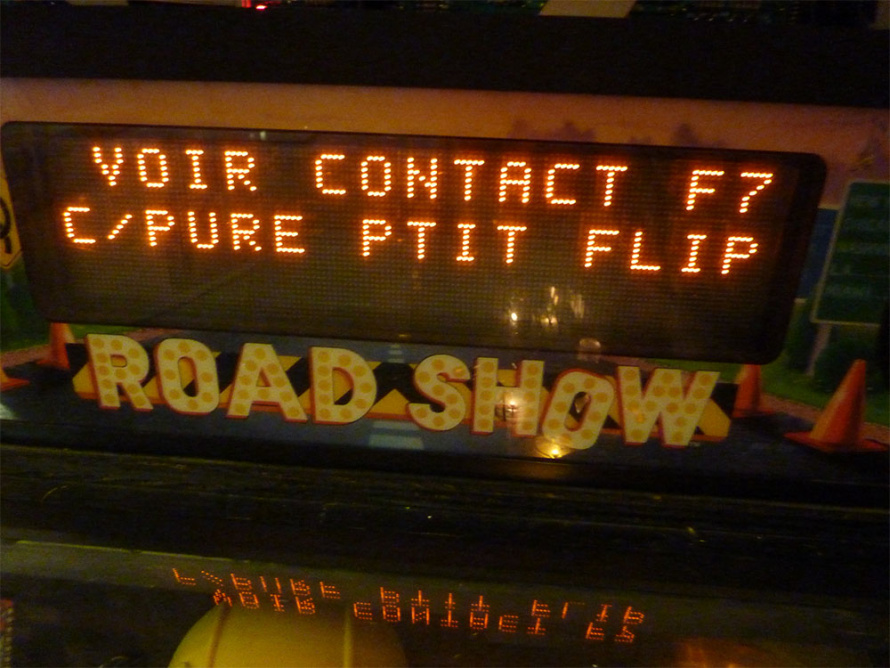 VOIR CONTACT F7
C/PURE PTIT FLIP
ROAD SHOW